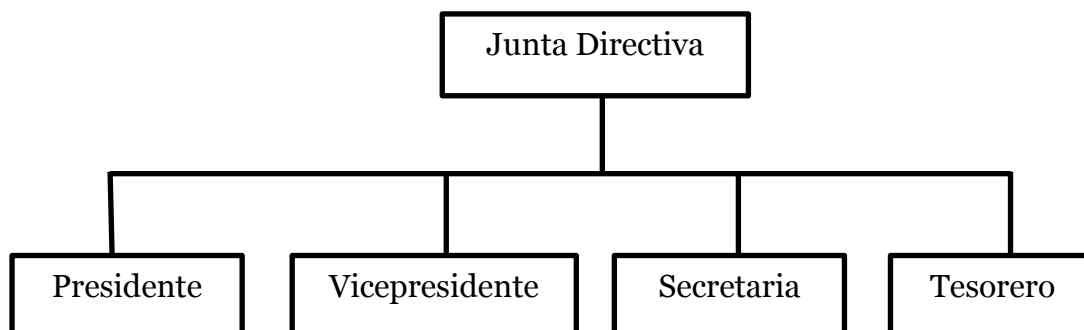 Junta Directiva
Presidente
Vicepresidente
Secretaria
Tesorero